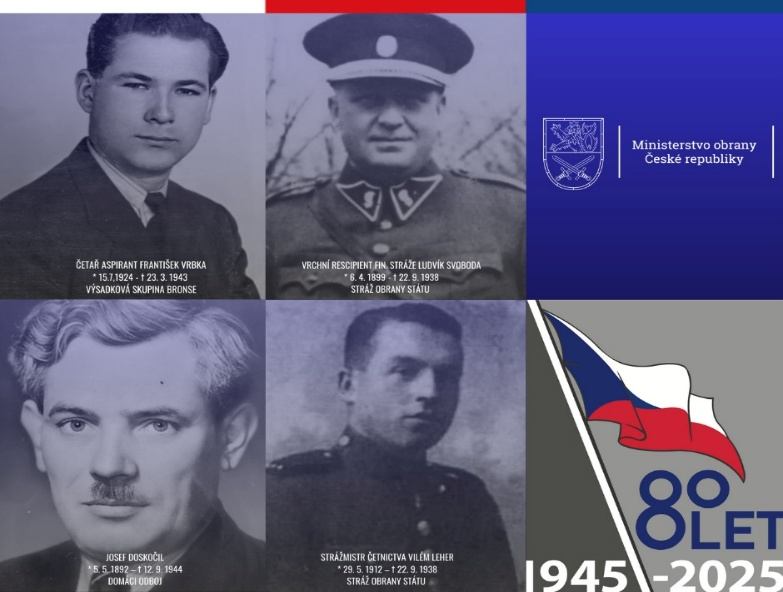 ČETAŘ ASPIRANT FRANTIŠEK VRBKA
* 15.7.1924 - † 23. 3. 1943
VÝSADKOVÁ SKUPINA BRONSE
VRCHNÍ RESCIPIENT FIN. STRÁŽE LUDVÍK SVOBODA
* 6. 4. 1899 - † 22. 9. 1938
STRÁŽ OBRANY STÁTU
Ministerstvo obrany
České republiky
JOSEF DOSKOČIL
* 5. 5. 1892 – † 12. 9. 1944
DOMÁCÍ ODBOJ
STRÁŽMISTR ČETNICTVA VILÉM LEHER
* 29. 5. 1912 – † 22. 9. 1938
STRÁŽ OBRANY STÁTU
80 LET
1945 -2025